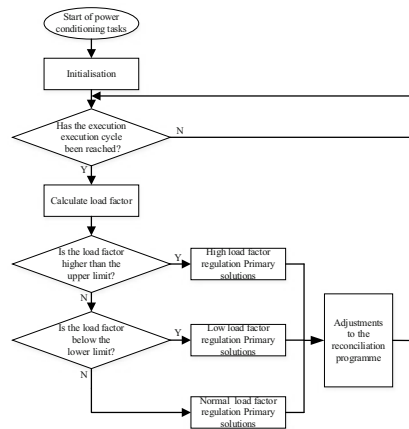 Start of power
conditioning tasks
Initialisation
Has the execution
execution cycle
been reached?
N
Y
Calculate load factor
Is the load factor
higher than the
upper limit?
Y
High load factor
regulation Primary
solutions
N
Is the load factor
below the
lower limit?
Y
Low load factor
regulation Primary
solutions
Adjustments
to the
reconciliation
programme
N
Normal load factor
regulation Primary
solutions